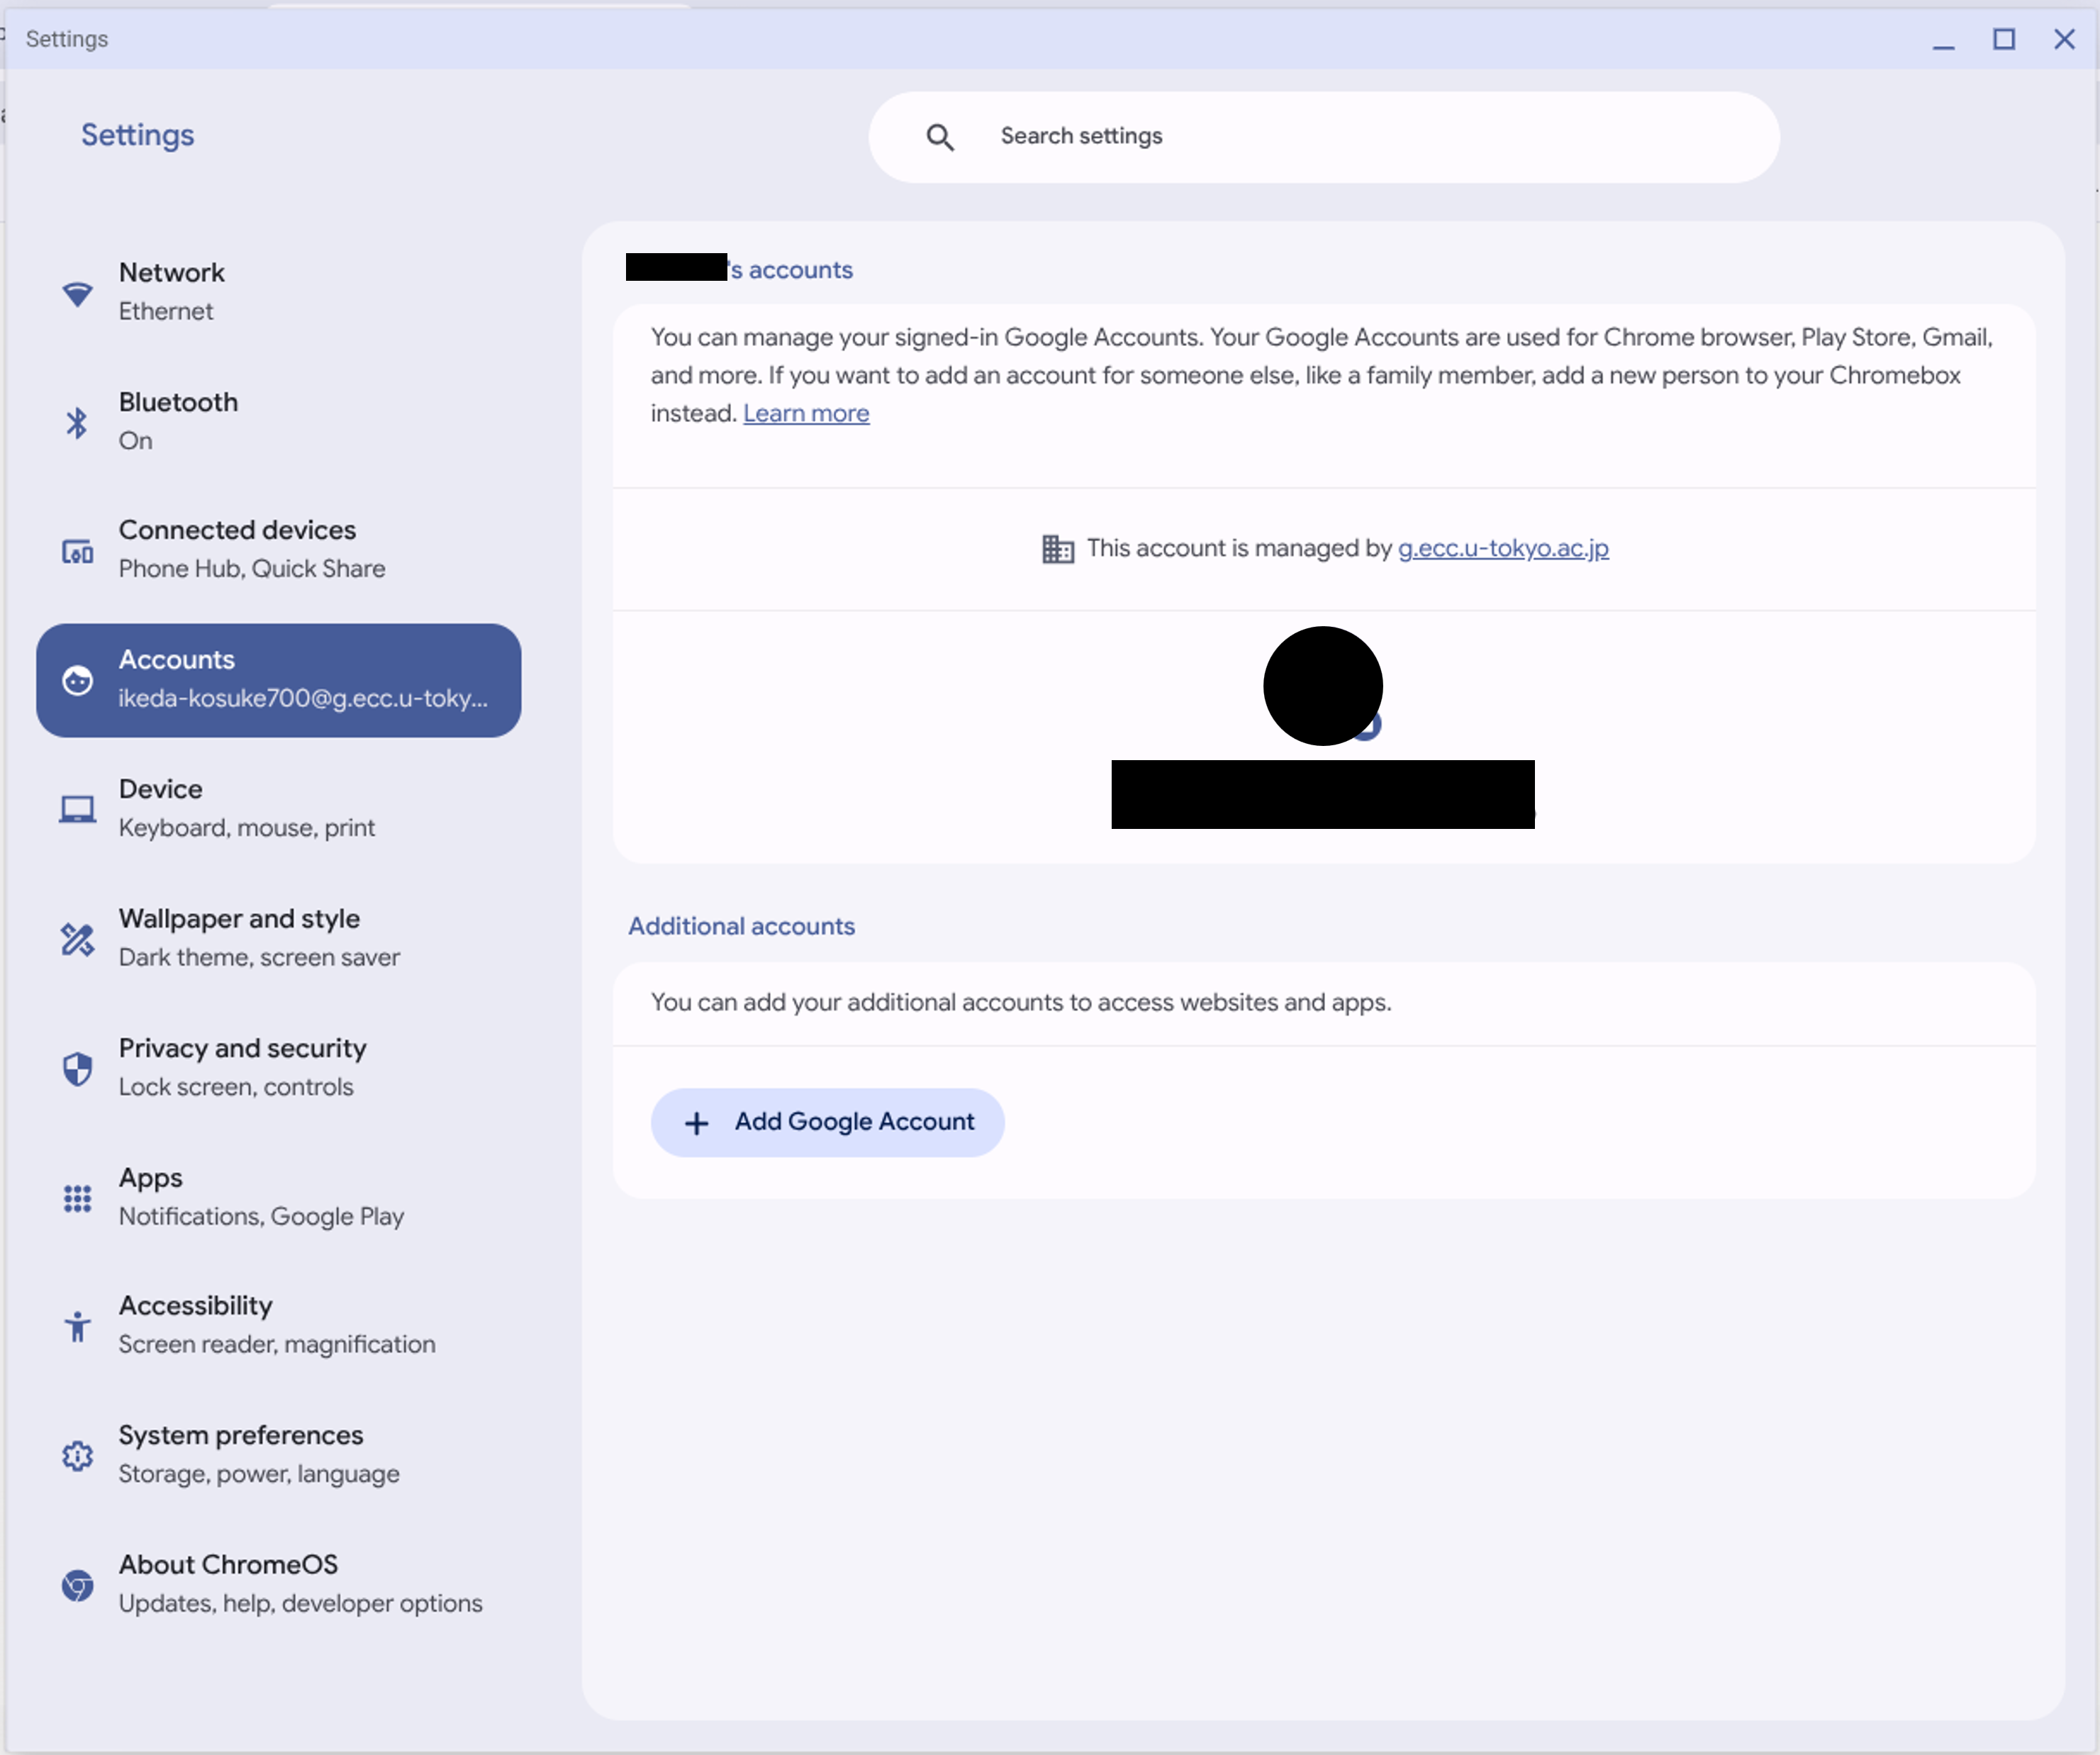 Settings
Settings
Search settings
Network
Ethernet
Bluetooth
On
Connected devices
Phone Hub, Quick Share
Accounts
ikeda-kosuke700@g.ecc.u-toky...
Device
Keyboard, mouse, print
Wallpaper and style
Dark theme, screen saver
Privacy and security
Lock screen, controls
Apps
Notifications, Google Play
Accessibility
Screen reader, magnification
System preferences
Storage, power, language
About ChromeOS
Updates, help, developer options
's accounts
You can manage your signed-in Google Accounts. Your Google Accounts are used for Chrome browser, Play Store, Gmail,
and more. If you want to add an account for someone else, like a family member, add a new person to your Chromebox
instead. Learn more
This account is managed by g.ecc.u-tokyo.ac.jp
Additional accounts
You can add your additional accounts to access websites and apps.
Add Google Account